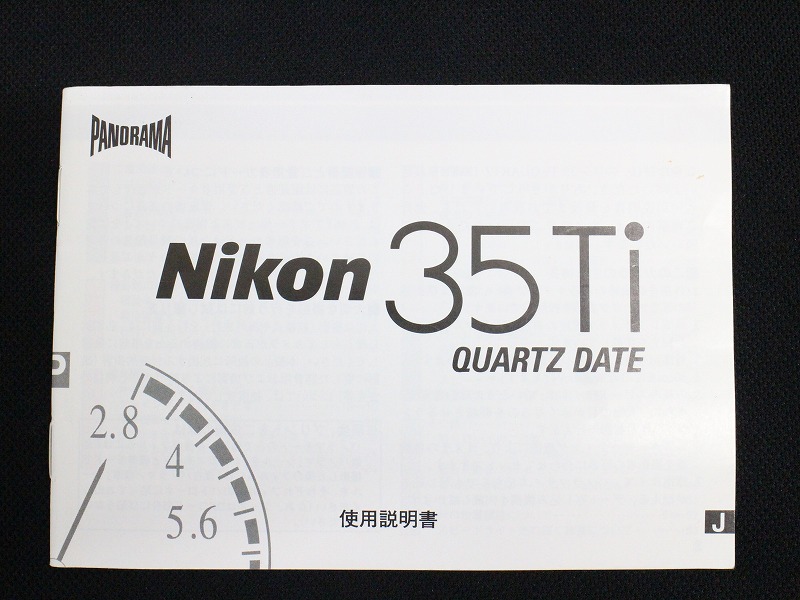 PANORAMA
Nikon 35Ti
QUARTZ DATE
P
2.8
4
5.6
使用説明書
J